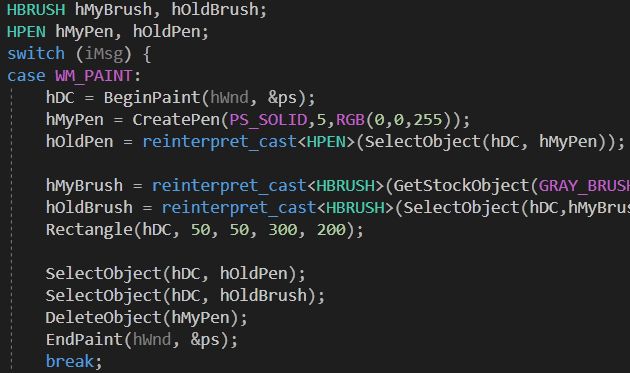 HBRUSH hMyBrush, hOldBrush;
HPEN hMyPen, hOldPen;
switch (iMsg) {
case WM_PAINT:
hDC = BeginPaint(hWnd, &ps);
hMyPen = CreatePen(PS_SOLID,5,RGB(0,0,255));
hOldPen = reinterpret_cast<HPEN>(SelectObject(hDC, hMyPen));
hMyBrush = reinterpret_cast<HBRUSH>(GetStockObject(GRAY_BRUSH
hOldBrush = reinterpret_cast<HBRUSH>(SelectObject(hDC,hMyBrus
Rectangle(hDC, 50, 50, 300, 200);
SelectObject(hDC, hOldPen);
SelectObject(hDC, hOldBrush);
DeleteObject(hMyPen);
EndPaint(hWnd, &ps);
break;